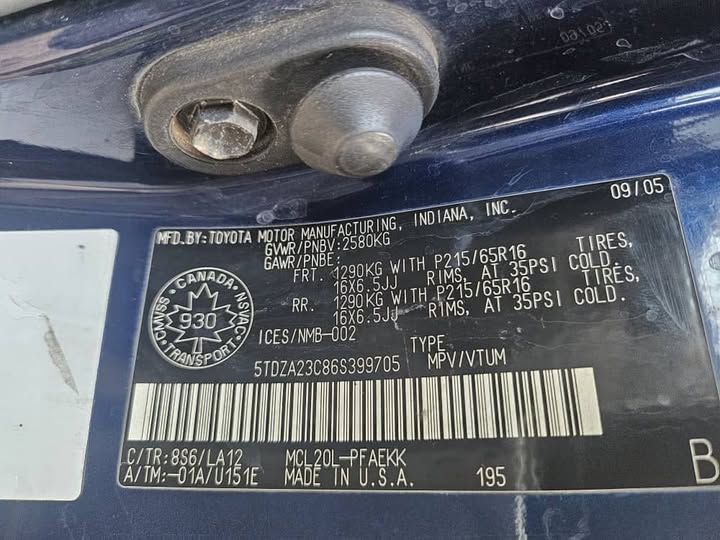 09/05
MFD.BY:TOYOTA MOTOR MANUFACTURING, INDIANA, INC.
GVWR/PNBV:2580KG
GAWR/PNBE:
FRT. 1290KG WITH P215/65R16 TIRES,
16X6.5JJ RIMS, AT 35PSI COLD.
RR. 1290KG WITH P215/65R16 TIRES,
16X6.5JJ RIMS, AT 35PSI COLD.
ICES/NMB-002
CANADA
CMVSS
NSVAC
930
TRANSPORT
TYPE
5TDZA23C86S399705 MPV/VTUM
C/TR:8S6/LA12 MCL20L-PFAEKK
A/TM:-01A/U151E MADE IN U.S.A. 195
B